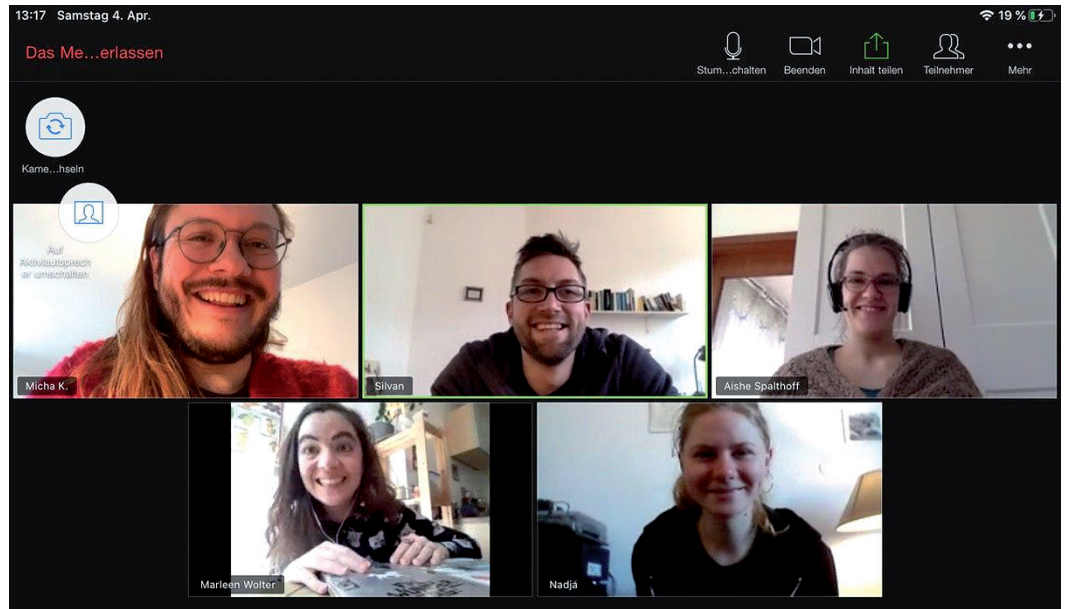 13:17 Samstag 4. Apr.
19 %
Das Me…erlassen
Stum…chalten
Beenden
Inhalt teilen
Teilnehmer
Mehr
Kame…hseln
Auf
Aktivlautsprech
er umschalten
Micha K.
Silvan
Aishe Spalthoff
Marleen Wolter
Nadja